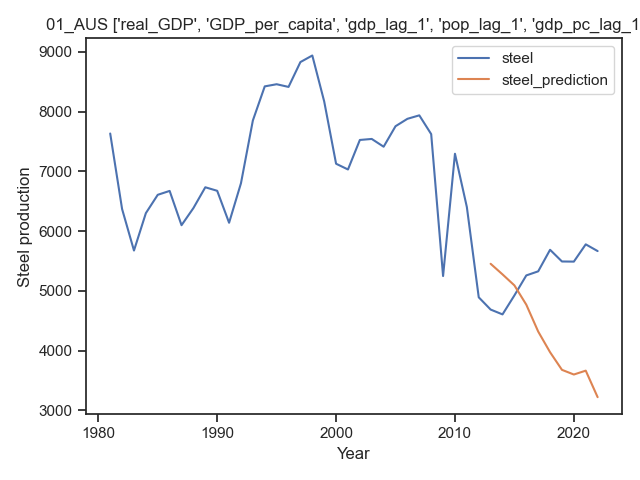 01_AUS ['real_GDP', 'GDP_per_capita', 'gdp_lag_1', 'pop_lag_1', 'gdp_pc_lag_1
steel
steel_prediction
9000
8000
7000
6000
5000
4000
3000
Steel production
1980
1990
2000
2010
2020
Year